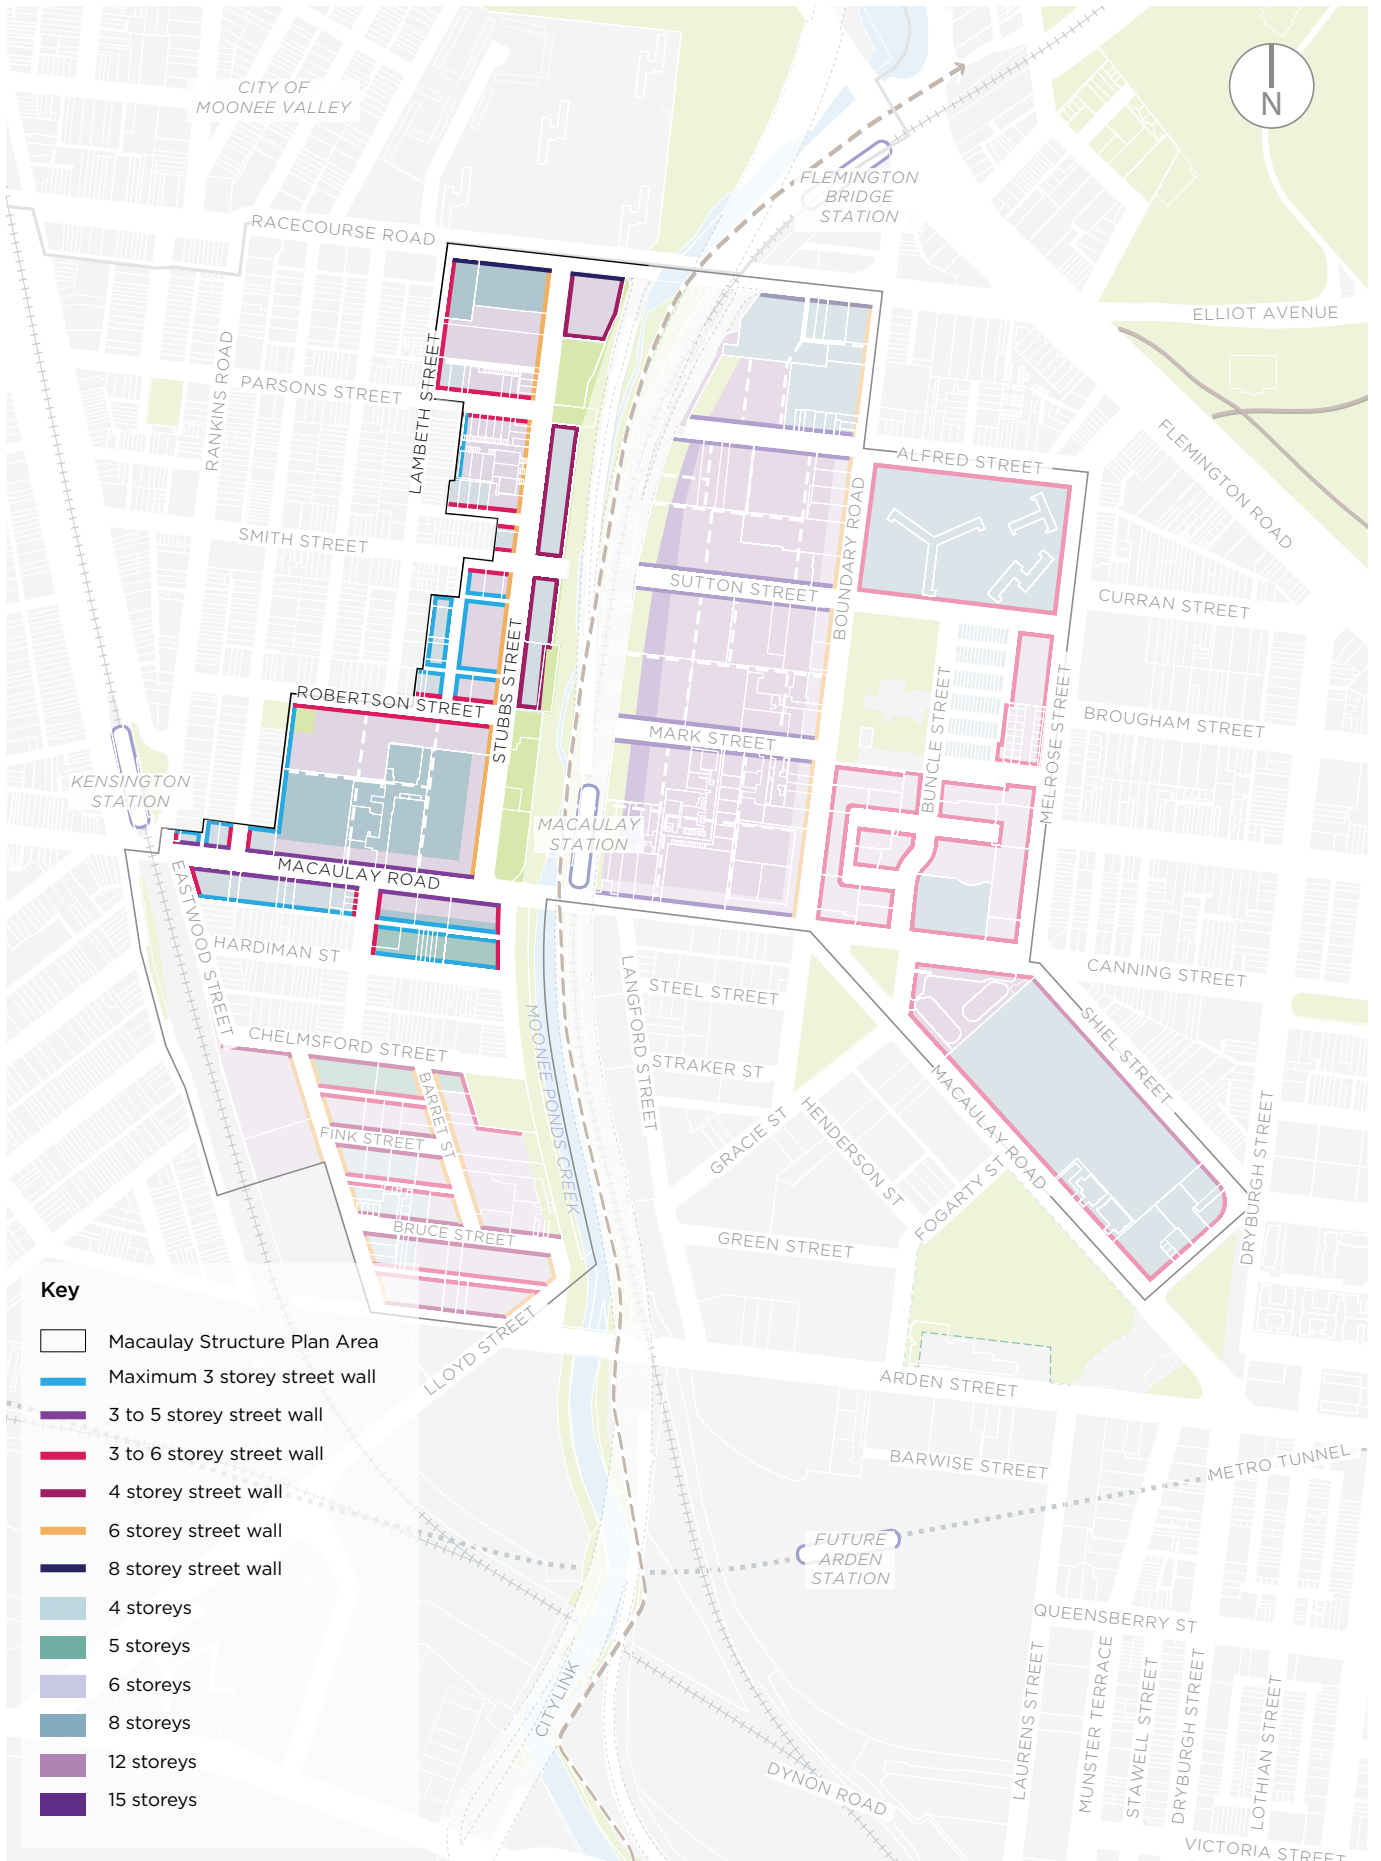 CITY OF
MOONEE VALLEY
N
FLEMINGTON
BRIDGE
STATION
RACECOURSE ROAD
ELLIOT AVENUE
RANKINS ROAD
PARSONS STREET
LAMBETH STREET
FLEMINGTON ROAD
ALFRED STREET
BOUNDARY ROAD
SMITH STREET
SUTTON STREET
CURRAN STREET
STUBBS STREET
BUNCLE STREET
MELROSE STREET
ROBERTSON STREET
MARK STREET
BROUGHAM STREET
KENSINGTON
STATION
MACAULAY
STATION
MACAULAY ROAD
EASTWOOD STREET
HARDIMAN ST
LANGFORD STREET
STEEL STREET
CANNING STREET
SHIEL STREET
MOONEE PONDS CREEK
CHELMSFORD STREET
BARRET ST
STRAKER ST
MACAULAY ROAD
GRACIE ST
HENDERSON ST
DRYBURGH STREET
FINK STREET
FOGARTY ST
BRUCE STREET
GREEN STREET
LLOYD STREET
ARDEN STREET
BARWISE STREET
METRO TUNNEL
FUTURE
ARDEN
STATION
QUEENSBERRY ST
CITYLINK
LAURENS STREET
MUNSTER TERRACE
STAWELL STREET
DRYBURGH STREET
LOTHIAN STREET
DYNON ROAD
VICTORIA STREET
Key
Macaulay Structure Plan Area
Maximum 3 storey street wall
3 to 5 storey street wall
3 to 6 storey street wall
4 storey street wall
6 storey street wall
8 storey street wall
4 storeys
5 storeys
6 storeys
8 storeys
12 storeys
15 storeys